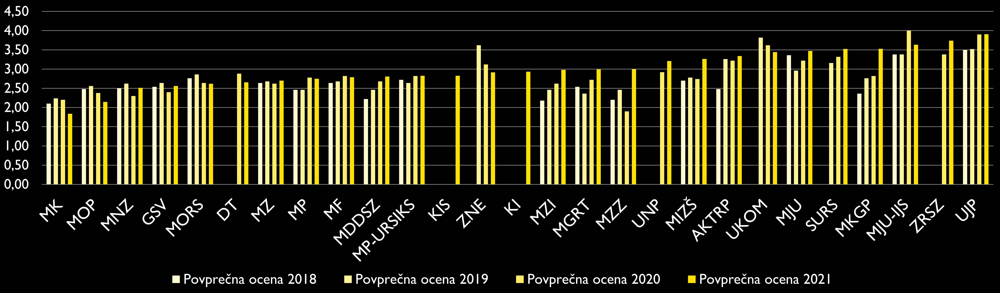 4,50
4,00
3,50
3,00
2,50
2,00
1,50
1,00
0,50
0,00
MK
MOP
MNZ
GSV
MORS
DT
MZ
MP
MF
MDDSZ
MP-URSIKS
KIS
ZNE
KI
MZI
MGRT
MZZ
UNP
MIZŠ
AKTRP
UKOM
MJU
SURS
MKGP
MJU-IJS
ZRSZ
UJP
Povprečna ocena 2018
Povprečna ocena 2019
Povprečna ocena 2020
Povprečna ocena 2021